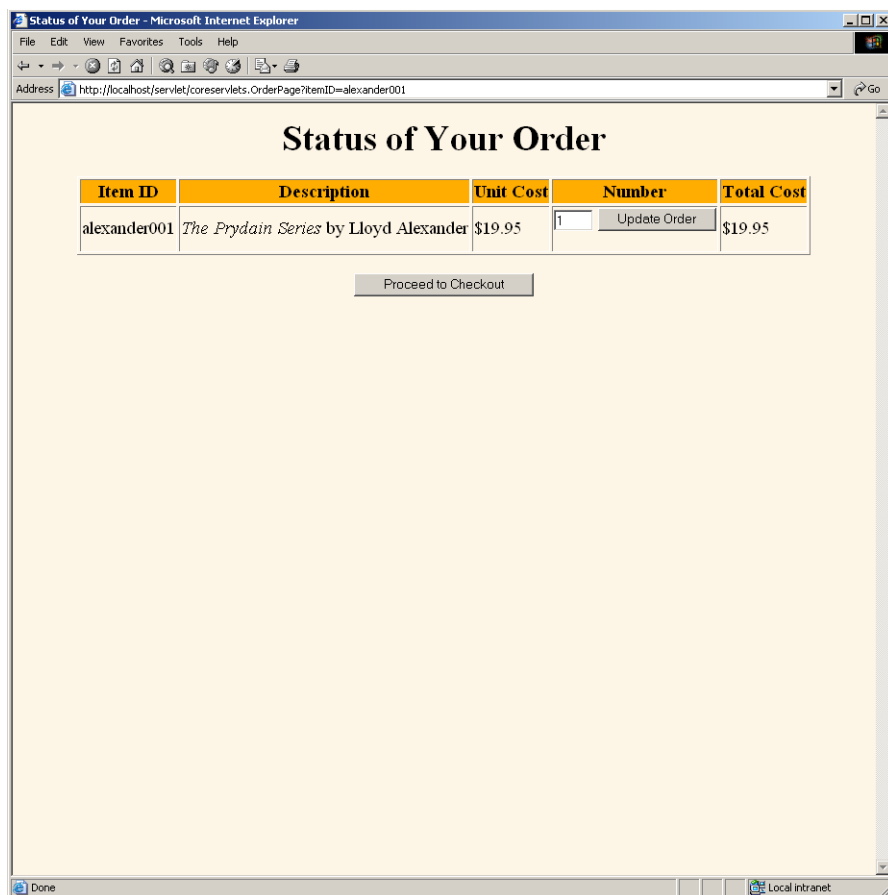 Status of Your Order - Microsoft Internet Explorer
File Edit View Favorites Tools Help
Address http://localhost/servlet/coreservlets.OrderPage?itemID=alexander001 Go
Status of Your Order
Item ID Description Unit Cost Number Total Cost
alexander001 The Prydain Series by Lloyd Alexander $19.95 1 Update Order $19.95
Proceed to Checkout
Done Local intranet